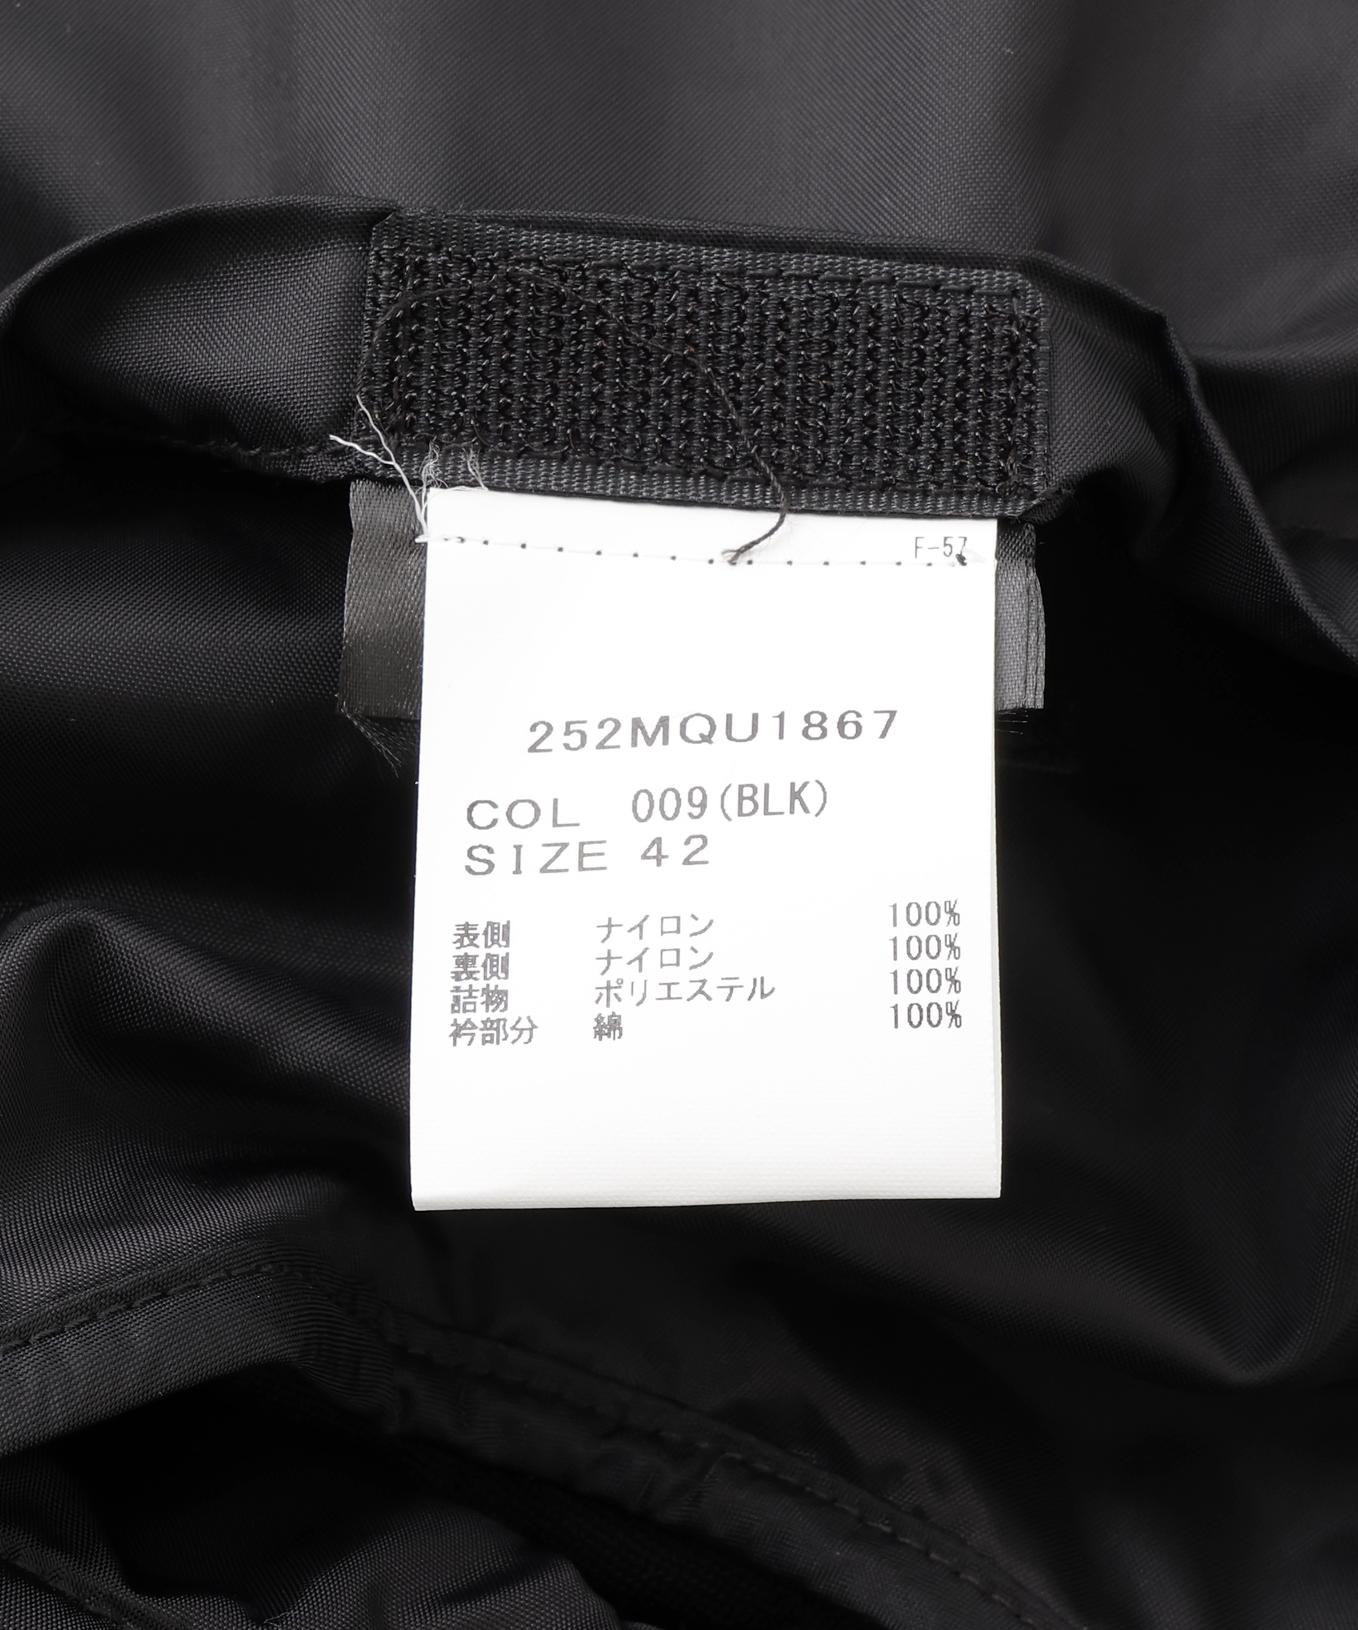 F-57
252MQU1867
COL 009(BLK)
SIZE 42
表側 ナイロン 100%
裏側 ナイロン 100%
詰物 ポリエステル 100%
衿部分 綿 100%